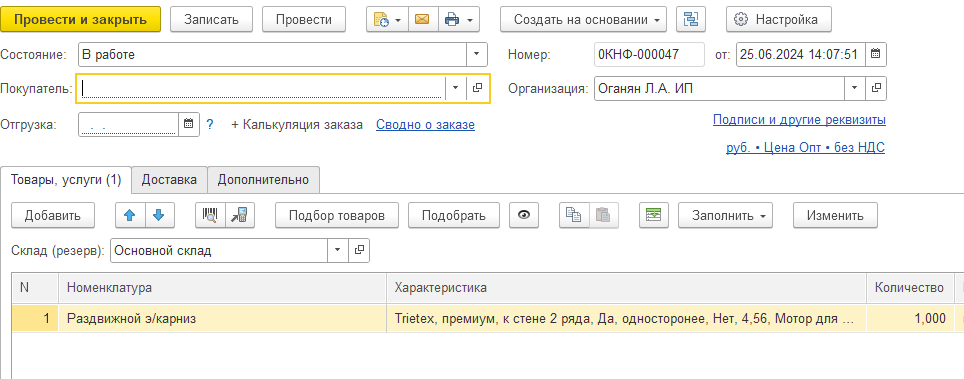 Провести и закрыть Записать Провести Создать на основании Настройка
Состояние: В работе Номер: 0КНФ-000047 от: 25.06.2024 14:07:51
Покупатель: Организация: Оганян Л.А. ИП
Отгрузка: . . ? + Калькуляция заказа Сводно о заказе Подписи и другие реквизиты
руб. • Цена Опт • без НДС
Товары, услуги (1) Доставка Дополнительно
Добавить Подбор товаров Подобрать Заполнить Изменить
Склад (резерв): Основной склад
N Номенклатура Характеристика Количество
1 Раздвижной э/карниз Trietex, премиум, к стене 2 ряда, Да, одностороннее, Нет, 4,56, Мотор для ... 1,000